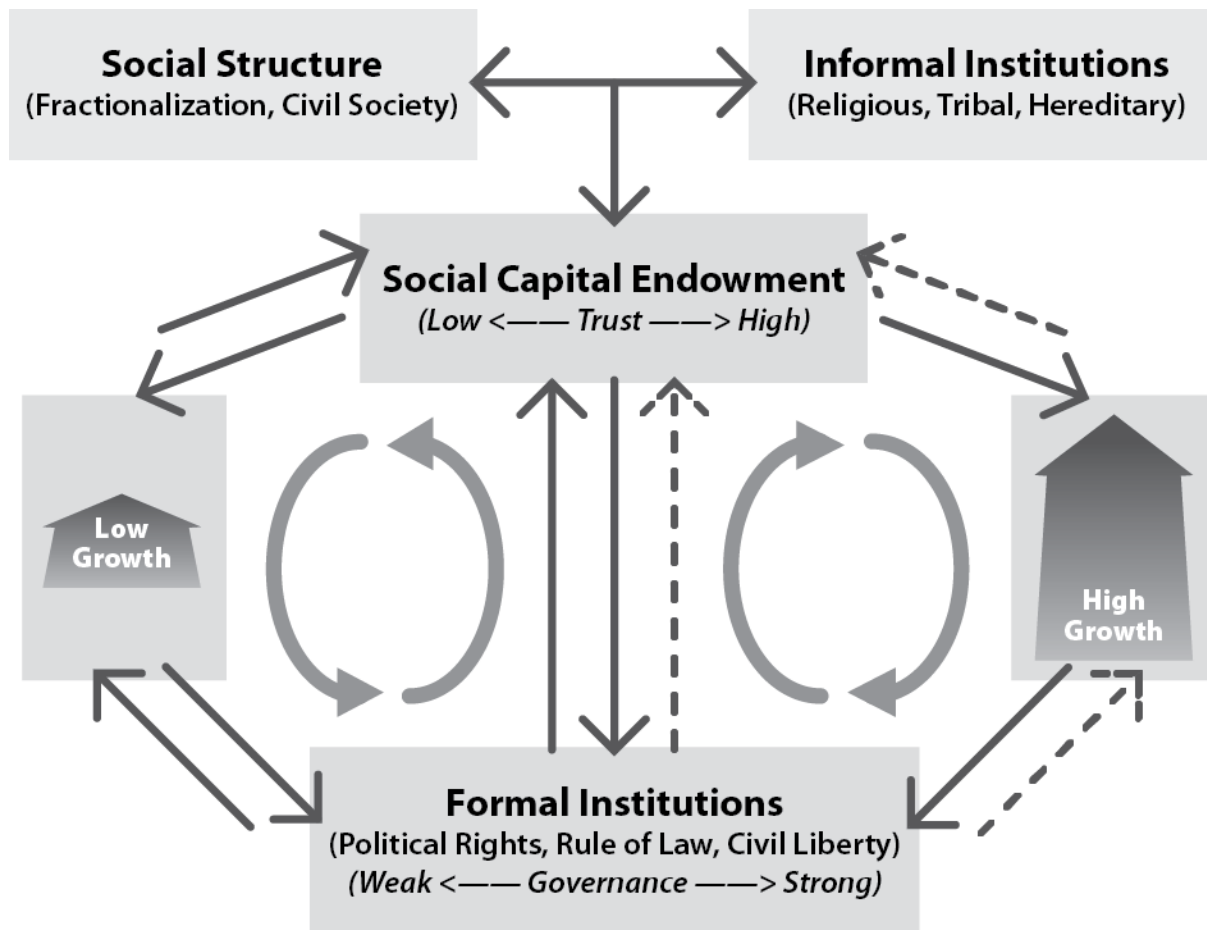 Social Structure
(Fractionalization, Civil Society)
Informal Institutions
(Religious, Tribal, Hereditary)
Social Capital Endowment
(Low <—— Trust ——> High)
Low
Growth
High
Growth
Formal Institutions
(Political Rights, Rule of Law, Civil Liberty)
(Weak <—— Governance ——> Strong)